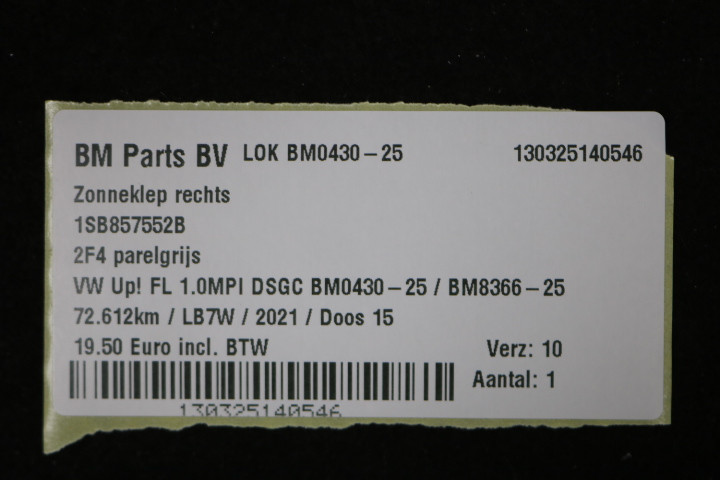 BM Parts BV LOK BM0430-25 130325140546
Zonneklep rechts
1SB857552B
2F4 parelgrijs
VW Up! FL 1.0MPI DSGC BM0430-25 / BM8366-25
72.612km / LB7W / 2021 / Doos 15
19.50 Euro incl. BTW Verz: 10
Aantal: 1
130325140546